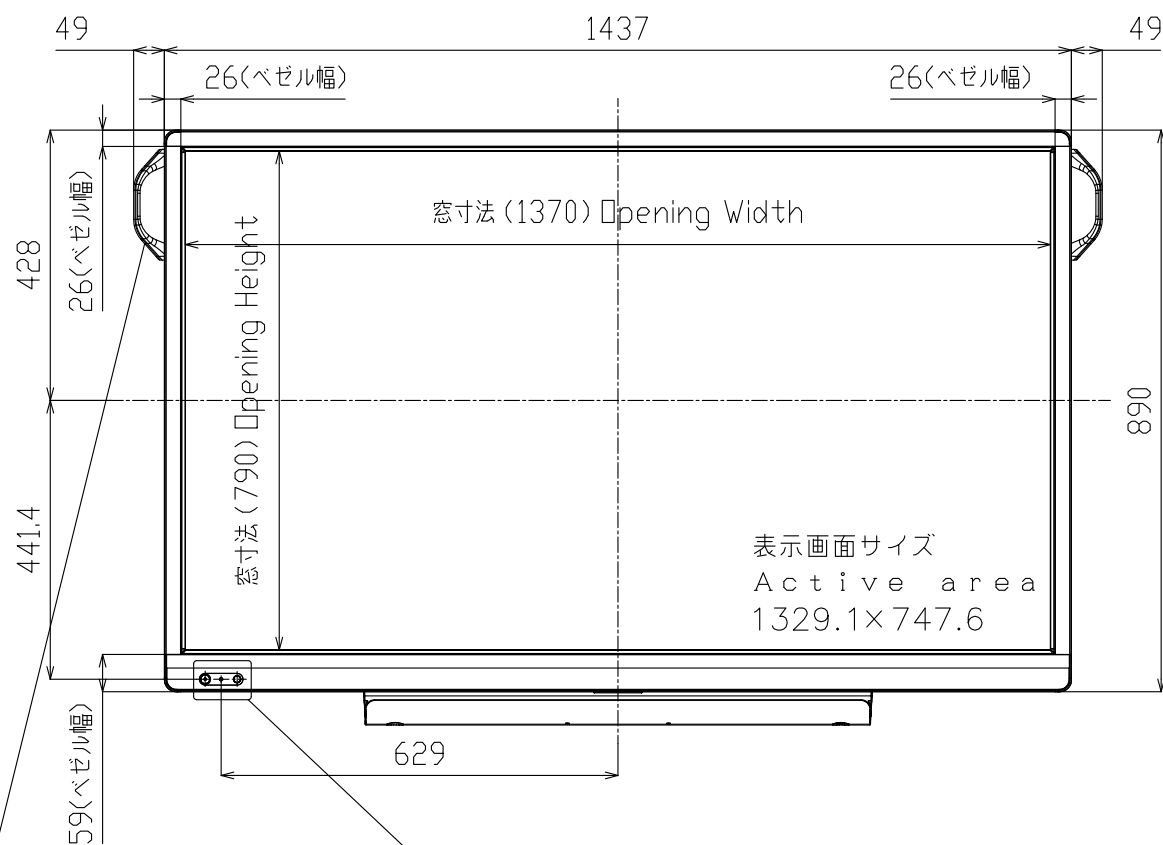 49
1437
49
26(ベゼル幅)
26(ベゼル幅)
26(ベゼル幅)
428
窓寸法(1370) Opening Width
窓寸法(790) Opening Height
890
441.4
表示画面サイズ
Active area
1329.1×747.6
59(ベゼル幅)
629